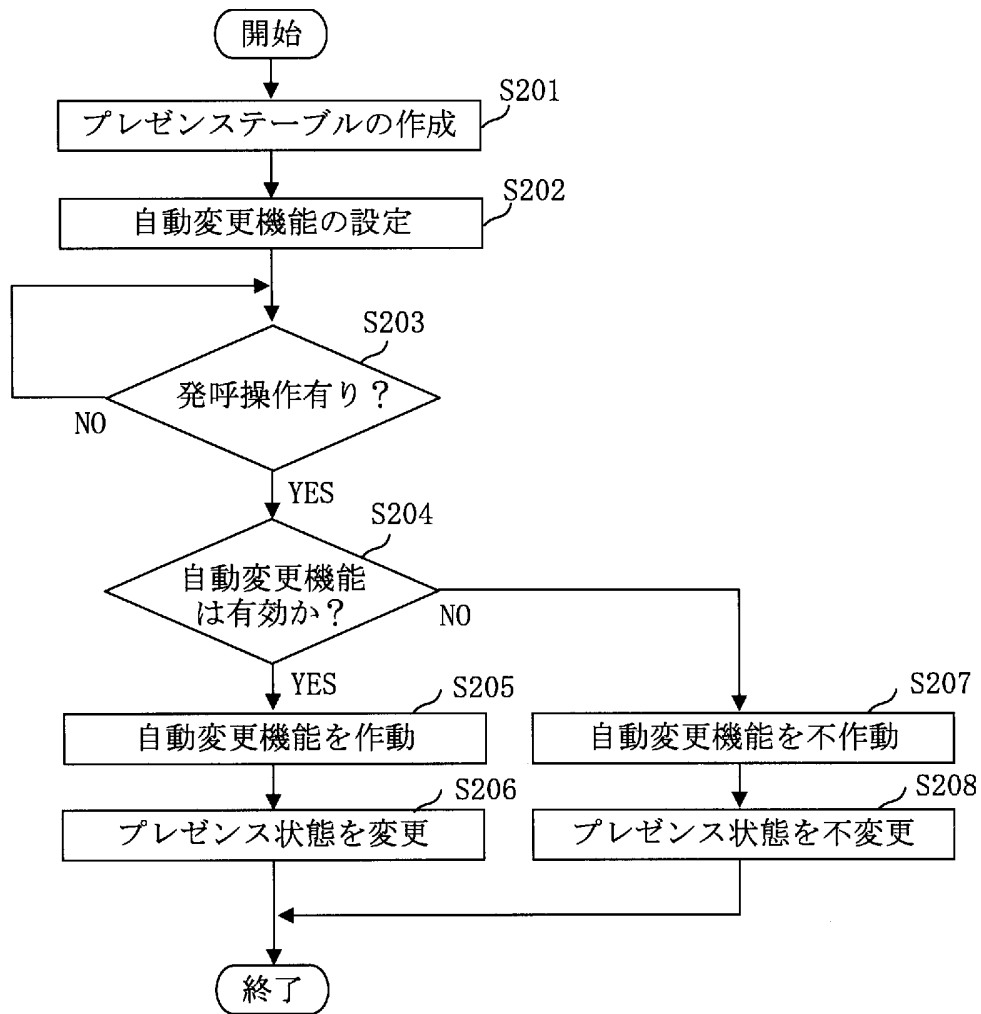 開始
S201
プレゼンステーブルの作成
S202
自動変更機能の設定
S203
発呼操作有り?
NO
YES
S204
自動変更機能
は有効か?
NO
YES
S205
自動変更機能を作動
S207
自動変更機能を不作動
S206
プレゼンス状態を変更
S208
プレゼンス状態を不変更
終了